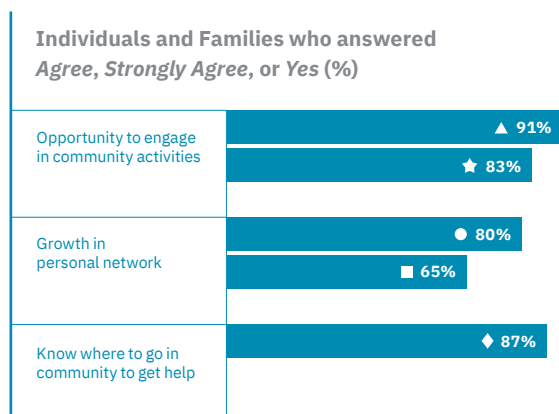 Individuals and Families who answered
Agree, Strongly Agree, or Yes (%)
Opportunity to engage
in community activities
91%
83%
Growth in
personal network
80%
65%
Know where to go in
community to get help
87%